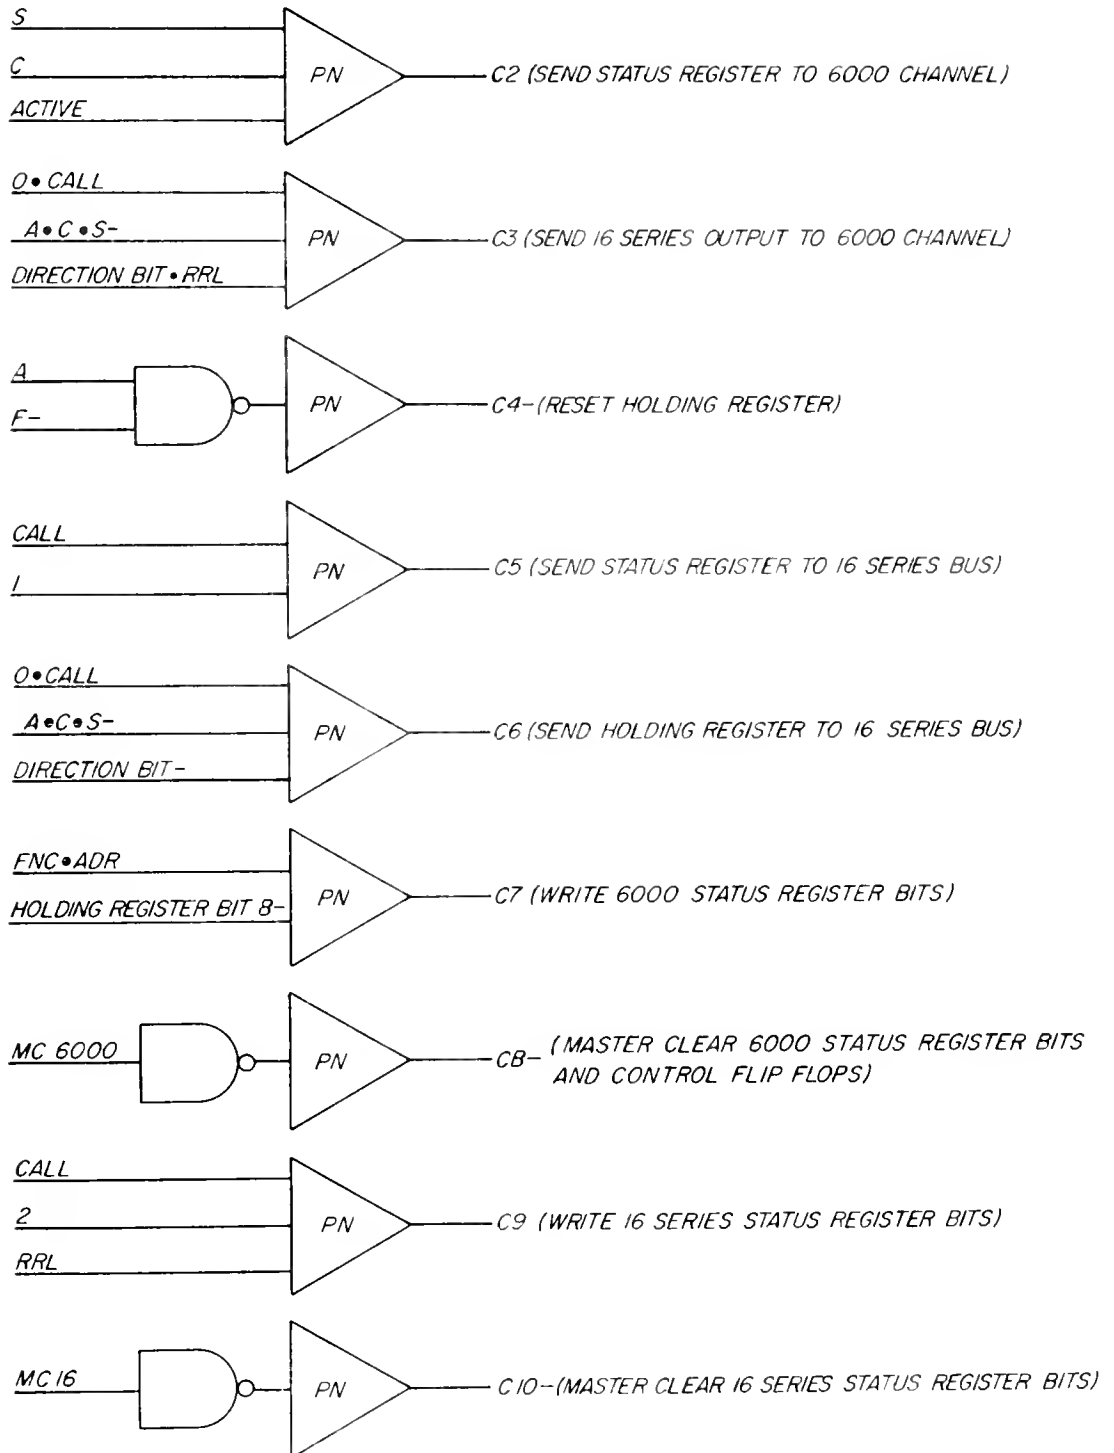 S
C
ACTIVE
PN
C2 (SEND STATUS REGISTER TO 6000 CHANNEL)
O•CALL
A•C•S-
DIRECTION BIT•RRL
PN
C3 (SEND 16 SERIES OUTPUT TO 6000 CHANNEL)
A
F-
PN
C4-(RESET HOLDING REGISTER)
CALL
1
PN
C5 (SEND STATUS REGISTER TO 16 SERIES BUS)
O•CALL
A•C•S-
DIRECTION BIT-
PN
C6 (SEND HOLDING REGISTER TO 16 SERIES BUS)
FNC•ADR
HOLDING REGISTER BIT 8-
PN
C7 (WRITE 6000 STATUS REGISTER BITS)
MC 6000
PN
C8- (MASTER CLEAR 6000 STATUS REGISTER BITS
AND CONTROL FLIP FLOPS)
CALL
2
RRL
PN
C9 (WRITE 16 SERIES STATUS REGISTER BITS)
MC16
PN
C10-(MASTER CLEAR 16 SERIES STATUS REGISTER BITS)